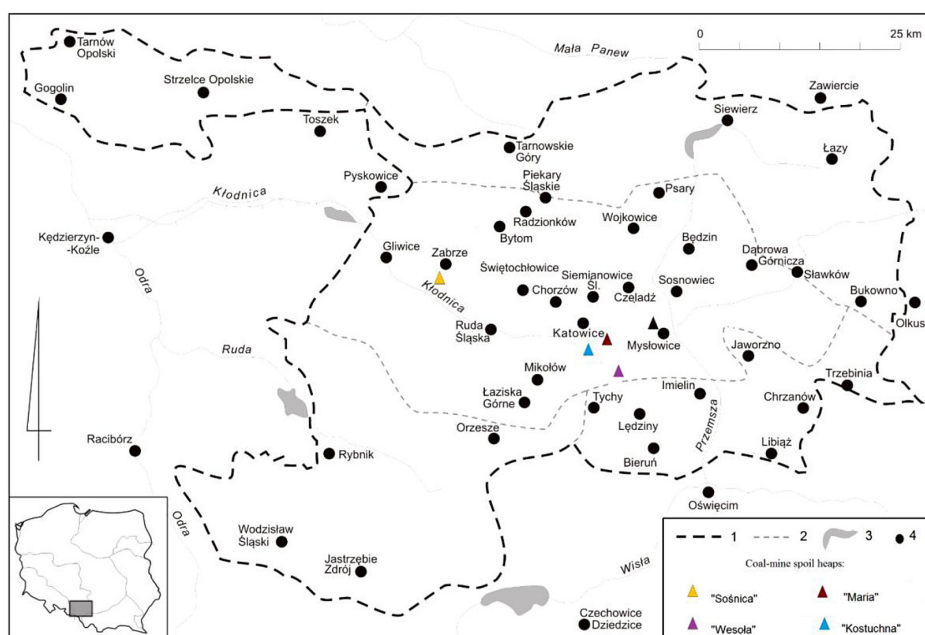 0 25 km
Mała Panew
Tarnów
Opolski
Strzelce Opolskie
Gogolin
Toszek
Zawiercie
Siewierz
Łazy
Tarnowskie
Góry
Piekary
Śląskie
Pyskowice
Psary
Kłodnica
Radzionków
Wojkowice
Bytom
Kędzierzyn-
-Koźle
Gliwice
Zabrze
Będzin
Dąbrowa
Górnicza
Sławków
Odra
Świętochłowice
Siemianowice
Śl.
Kłodnica
Chorzów
Czeladź
Sosnowiec
Bukowno
Olkus
Ruda
Śląska
Katowice
Mysłowice
Jaworzno
Ruda
Mikołów
Trzebinia
Łaziska
Górne
Tychy
Imielin
Chrzanów
Lędziny
Przemsza
Orzesze
Racibórz
Rybnik
Bieruń
Libiąż
Oświęcim
Odra
Wodzisław
Śląski
Jastrzębie
Zdrój
Wisła
Czechowice
Dziedzice
1 2 3 4
Coal-mine spoil heaps:
"Sośnica" "Maria"
"Wesoła" "Kostuchna"